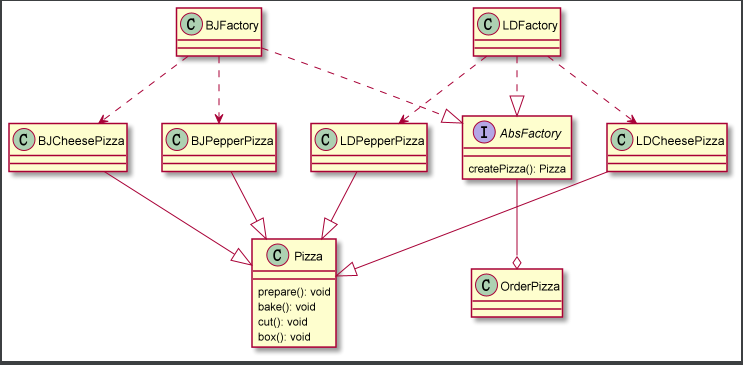 C BJFactory
C LDFactory
C BJCheesePizza
C BJPepperPizza
C LDPepperPizza
I AbsFactory
createPizza(): Pizza
C LDCheesePizza
C Pizza
prepare(): void
bake(): void
cut(): void
box(): void
C OrderPizza